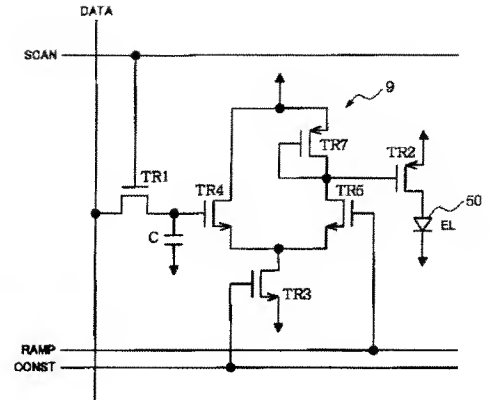 DATA
SCAN
9
TR7
TR2
TR1
TR4
TR5
50
C
EL
TR3
RAMP
CONST